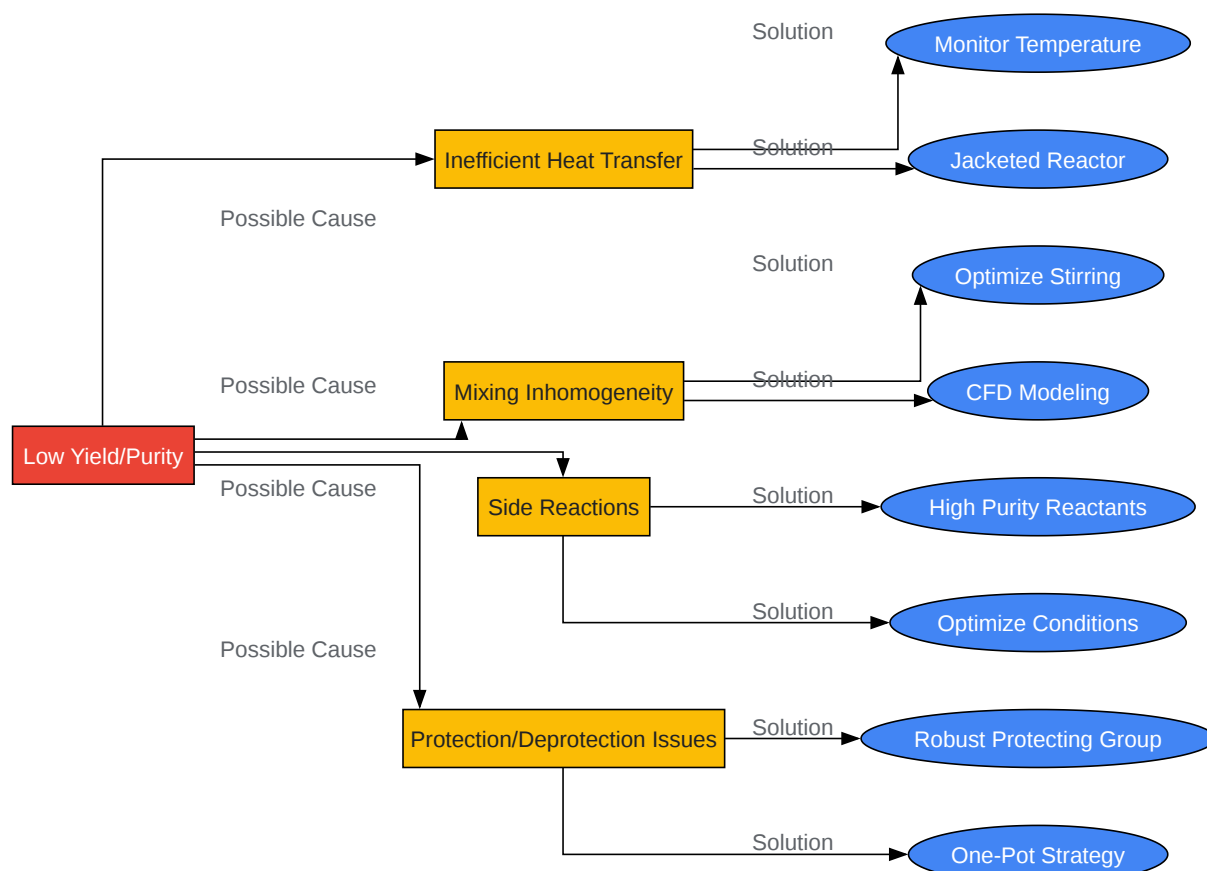 Solution
Monitor Temperature
Solution
Inefficient Heat Transfer
Jacketed Reactor
Possible Cause
Solution
Optimize Stirring
Possible Cause
Mixing Inhomogeneity
Solution
CFD Modeling
Low Yield/Purity
Possible Cause
Side Reactions
Solution
High Purity Reactants
Solution
Optimize Conditions
Possible Cause
Protection/Deprotection Issues
Solution
Robust Protecting Group
Solution
One-Pot Strategy